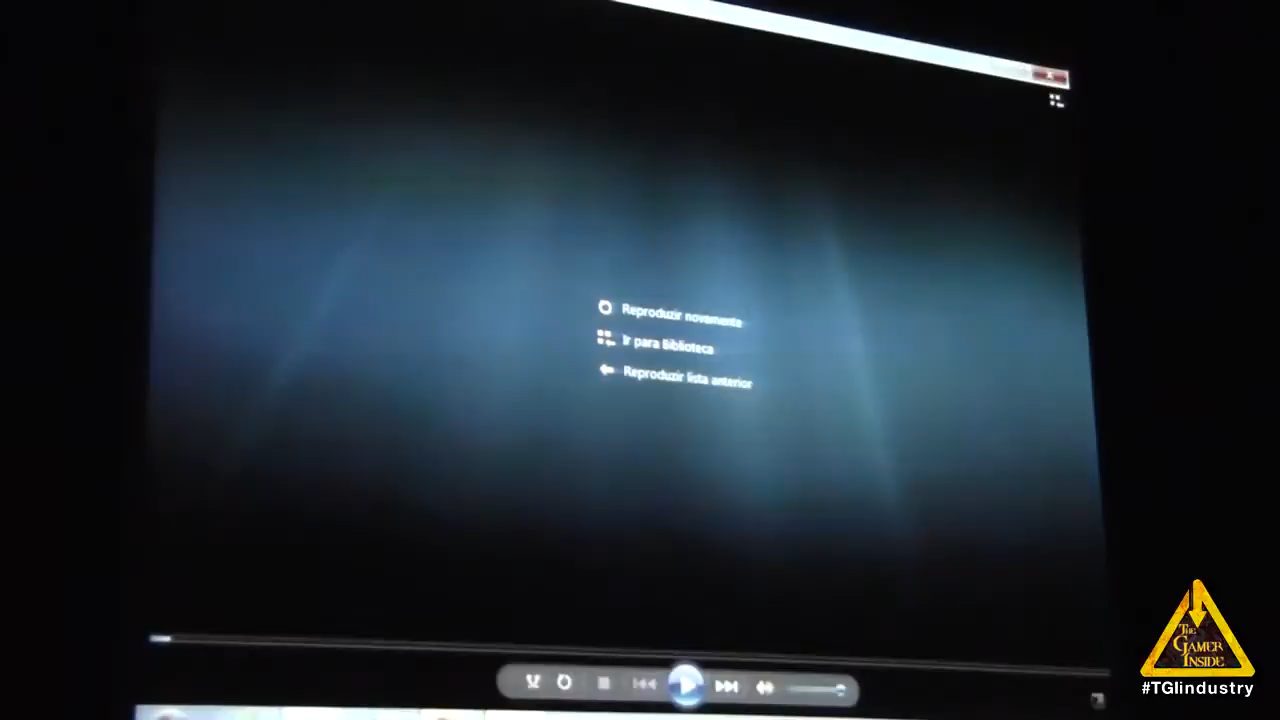 Reproduzir novamente
Ir para Biblioteca
Reproduzir lista anterior
THE
GAMER
INSIDE
#TGIindustry